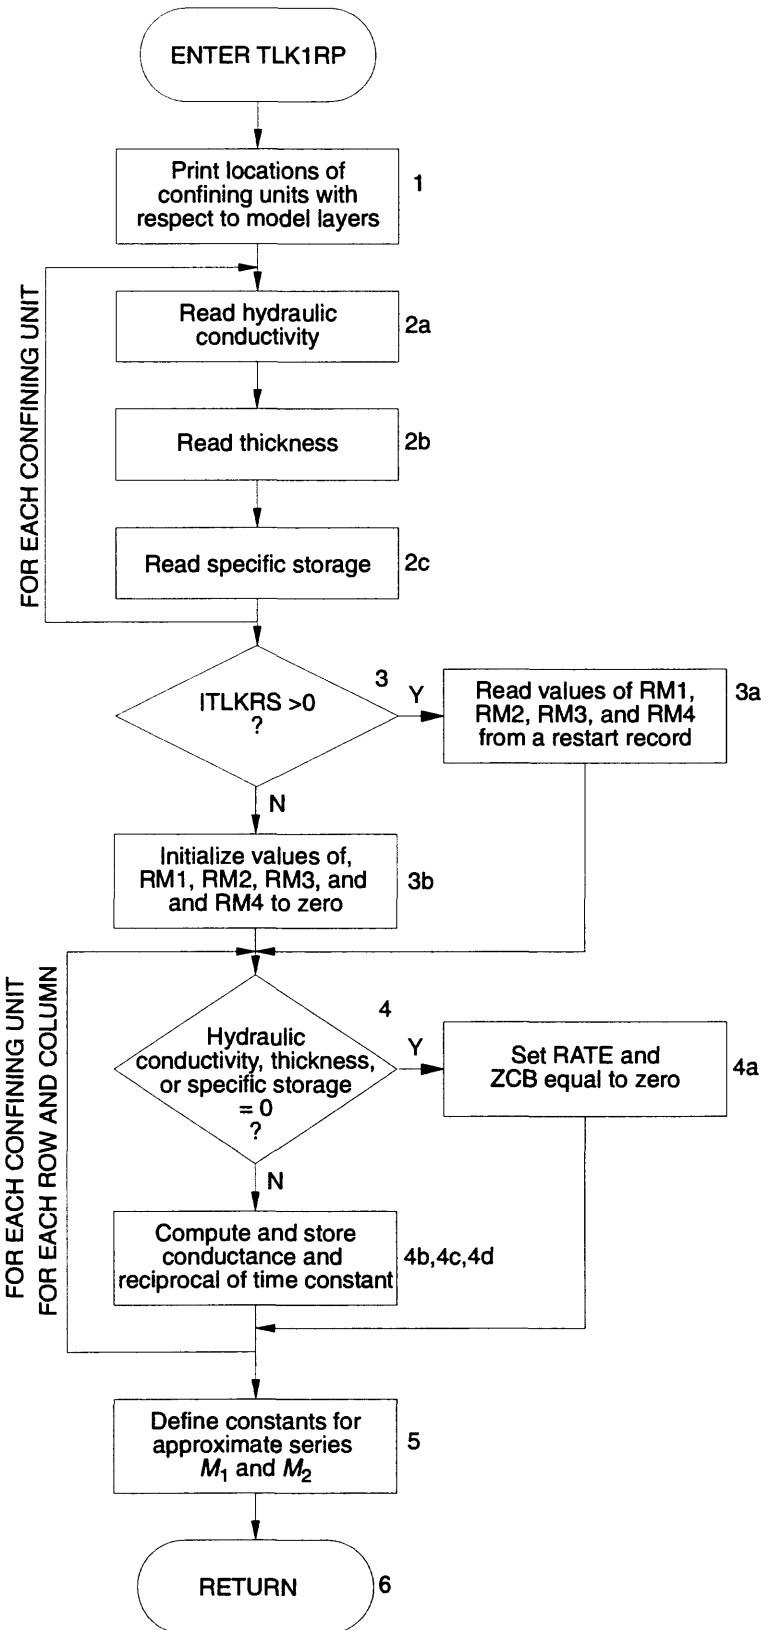 ENTER TLK1RP
Print locations of
confining units with
respect to model layers
1
FOR EACH CONFINING UNIT
Read hydraulic
conductivity
2a
Read thickness
2b
Read specific storage
2c
ITLKRS >0
?
3
Y
Read values of RM1,
RM2, RM3, and RM4
from a restart record
3a
N
Initialize values of,
RM1, RM2, RM3, and
and RM4 to zero
3b
FOR EACH CONFINING UNIT
FOR EACH ROW AND COLUMN
4
Hydraulic
conductivity, thickness,
or specific storage
= 0
?
Y
Set RATE and
ZCB equal to zero
4a
N
Compute and store
conductance and
reciprocal of time constant
4b,4c,4d
Define constants for
approximate series
M₁ and M₂
5
RETURN
6